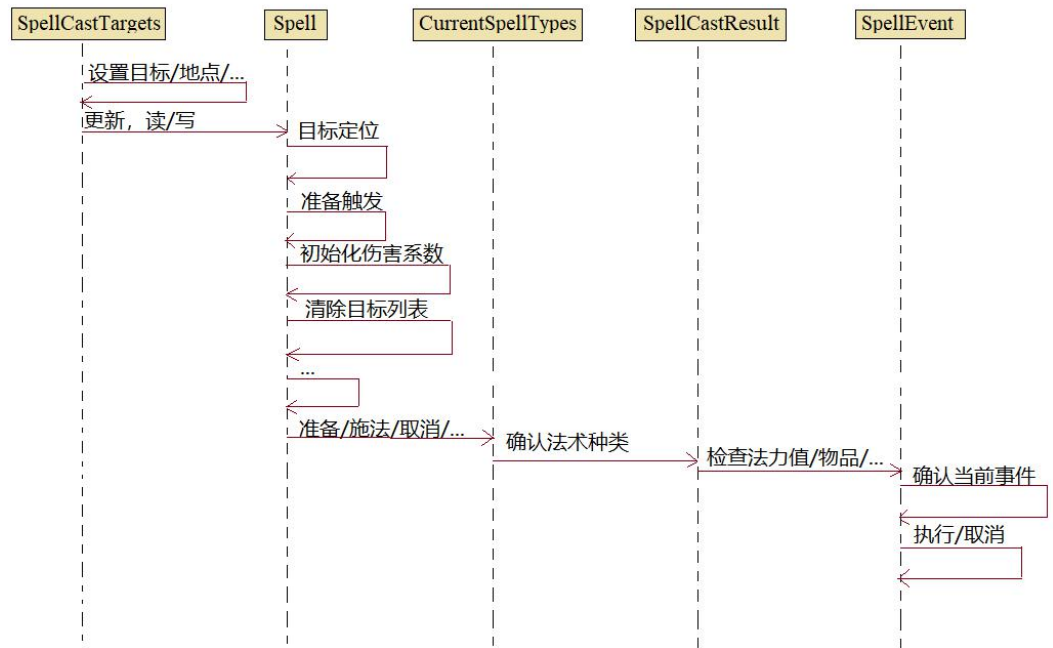 SpellCastTargets
Spell
CurrentSpellTypes
SpellCastResult
SpellEvent
设置目标/地点/...
更新，读/写
目标定位
准备触发
初始化伤害系数
清除目标列表
...
准备/施法/取消/...
确认法术种类
检查法力值/物品/...
确认当前事件
执行/取消